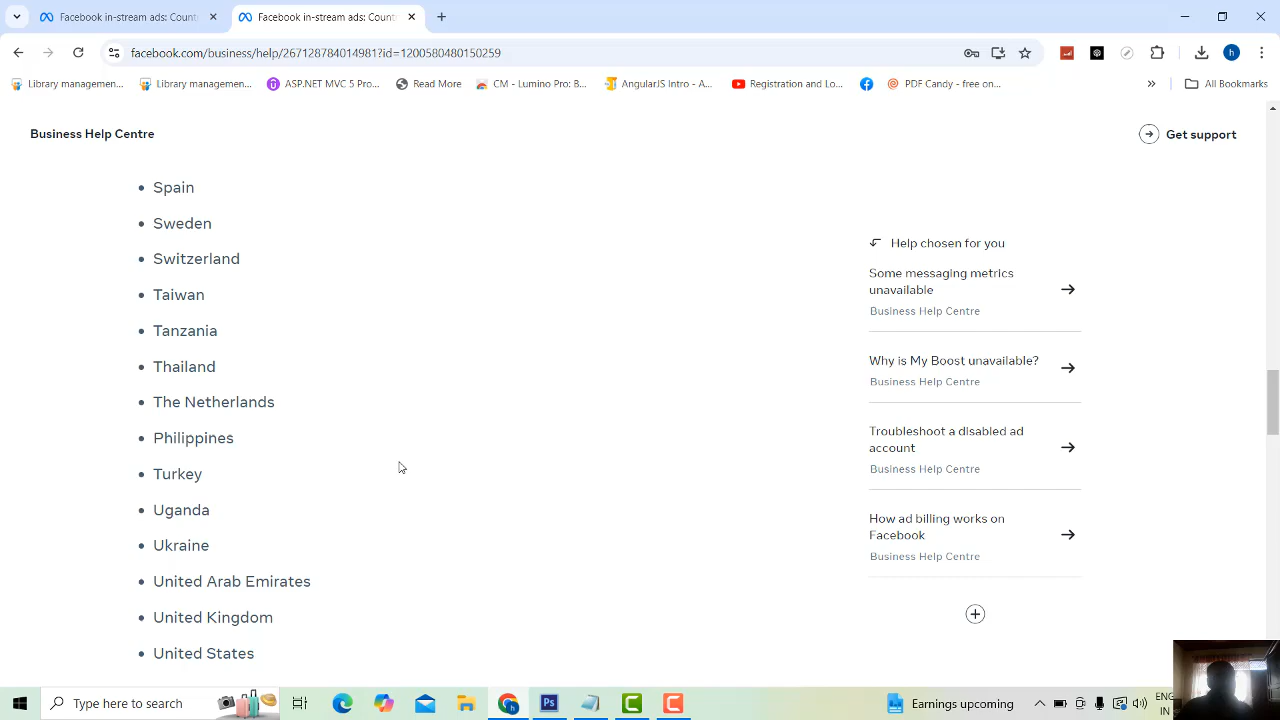 Facebook in-stream ads: Count
Facebook in-stream ads: Coun
facebook.com/business/help/267128784014981?id=1200580480150259
h
Library managemen...
Library managemen...
ASP.NET MVC 5 Pro...
Read More
CM - Lumino Pro: B...
AngularJS Intro - A...
Registration and Lo...
PDF Candy - free on...
All Bookmarks
Business Help Centre
Get support
Spain
Sweden
Switzerland
Taiwan
Tanzania
Thailand
The Netherlands
Philippines
Turkey
Uganda
Ukraine
United Arab Emirates
United Kingdom
United States
Help chosen for you
Some messaging metrics
unavailable
Business Help Centre
Why is My Boost unavailable?
Business Help Centre
Troubleshoot a disabled ad
account
Business Help Centre
How ad billing works on
Facebook
Business Help Centre
Type here to search
h
Ps
C
C
Earnings upcoming
ENG
IN